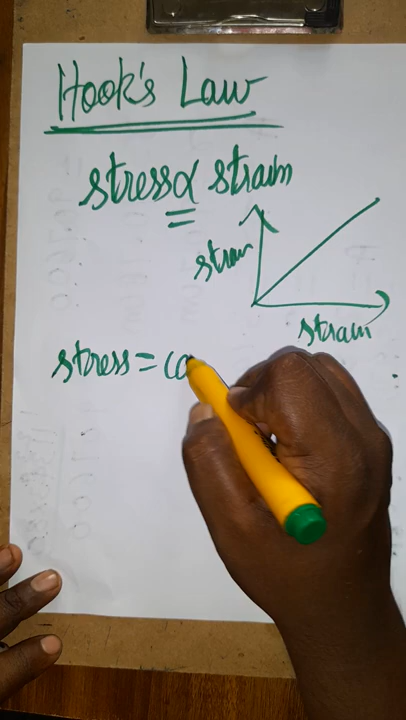 Hook's Law
stress ∝ strain
strain
strain
stress = co